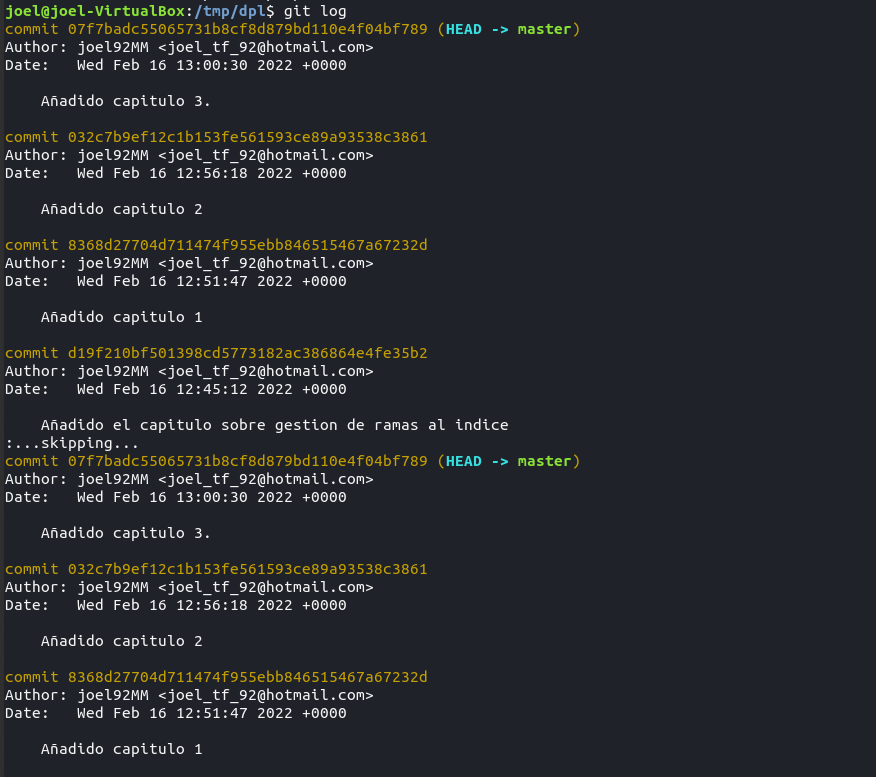 joel@joel-VirtualBox:/tmp/dpl$ git log
commit 07f7badc55065731b8cf8d879bd110e4f04bf789 (HEAD -> master)
Author: joel92MM <joel_tf_92@hotmail.com>
Date:   Wed Feb 16 13:00:30 2022 +0000
    Añadido capitulo 3.
commit 032c7b9ef12c1b153fe561593ce89a93538c3861
Author: joel92MM <joel_tf_92@hotmail.com>
Date:   Wed Feb 16 12:56:18 2022 +0000
    Añadido capitulo 2
commit 8368d27704d711474f955ebb846515467a67232d
Author: joel92MM <joel_tf_92@hotmail.com>
Date:   Wed Feb 16 12:51:47 2022 +0000
    Añadido capitulo 1
commit d19f210bf501398cd5773182ac386864e4fe35b2
Author: joel92MM <joel_tf_92@hotmail.com>
Date:   Wed Feb 16 12:45:12 2022 +0000
    Añadido el capitulo sobre gestion de ramas al indice
:...skipping...
commit 07f7badc55065731b8cf8d879bd110e4f04bf789 (HEAD -> master)
Author: joel92MM <joel_tf_92@hotmail.com>
Date:   Wed Feb 16 13:00:30 2022 +0000
    Añadido capitulo 3.
commit 032c7b9ef12c1b153fe561593ce89a93538c3861
Author: joel92MM <joel_tf_92@hotmail.com>
Date:   Wed Feb 16 12:56:18 2022 +0000
    Añadido capitulo 2
commit 8368d27704d711474f955ebb846515467a67232d
Author: joel92MM <joel_tf_92@hotmail.com>
Date:   Wed Feb 16 12:51:47 2022 +0000
    Añadido capitulo 1